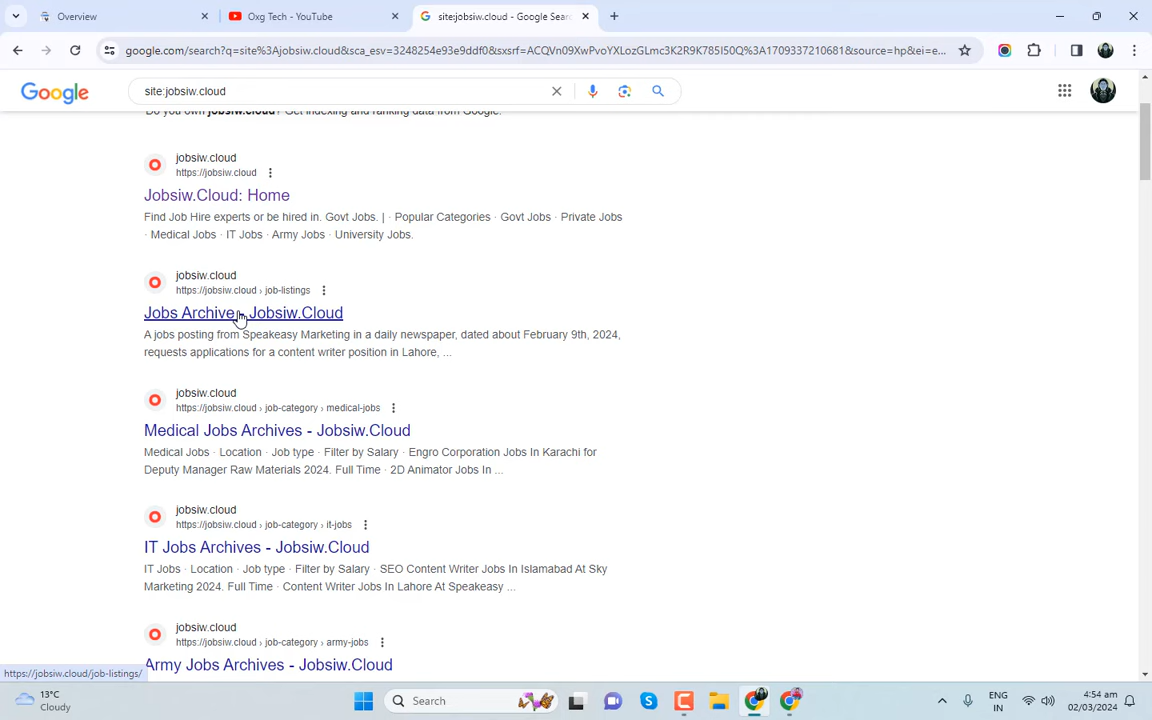 Overview
Oxg Tech - YouTube
site:jobsiw.cloud - Google Sear
google.com/search?q=site%3Ajobsiw.cloud&sca_esv=3248254e93e9ddf0&sxsrf=ACQVn09XwPvoYXLozGLmc3K2R9K785I50Q%3A1709337210681&source=hp&ei=e...
Google
site:jobsiw.cloud
Do you own jobsiw.cloud? Get indexing and ranking data from Google.
jobsiw.cloud
https://jobsiw.cloud
Jobsiw.Cloud: Home
Find Job Hire experts or be hired in. Govt Jobs. | · Popular Categories · Govt Jobs · Private Jobs
· Medical Jobs · IT Jobs · Army Jobs · University Jobs.
jobsiw.cloud
https://jobsiw.cloud › job-listings
Jobs Archive - Jobsiw.Cloud
A jobs posting from Speakeasy Marketing in a daily newspaper, dated about February 9th, 2024,
requests applications for a content writer position in Lahore, ...
jobsiw.cloud
https://jobsiw.cloud › job-category › medical-jobs
Medical Jobs Archives - Jobsiw.Cloud
Medical Jobs · Location · Job type · Filter by Salary · Engro Corporation Jobs In Karachi for
Deputy Manager Raw Materials 2024. Full Time · 2D Animator Jobs In ...
jobsiw.cloud
https://jobsiw.cloud › job-category › it-jobs
IT Jobs Archives - Jobsiw.Cloud
IT Jobs · Location · Job type · Filter by Salary · SEO Content Writer Jobs In Islamabad At Sky
Marketing 2024. Full Time · Content Writer Jobs In Lahore At Speakeasy ...
jobsiw.cloud
https://jobsiw.cloud › job-category › army-jobs
Army Jobs Archives - Jobsiw.Cloud
https://jobsiw.cloud/job-listings/
13°C
Cloudy
Search
ENG
IN
4:54 am
02/03/2024